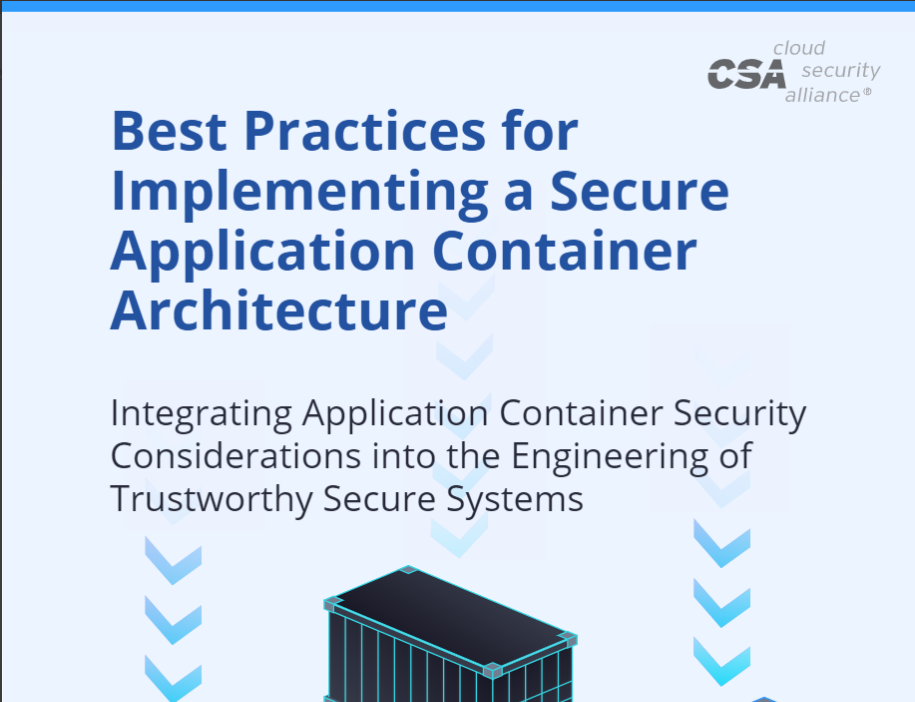 cloud
CSA security
alliance®
Best Practices for
Implementing a Secure
Application Container
Architecture
Integrating Application Container Security
Considerations into the Engineering of
Trustworthy Secure Systems